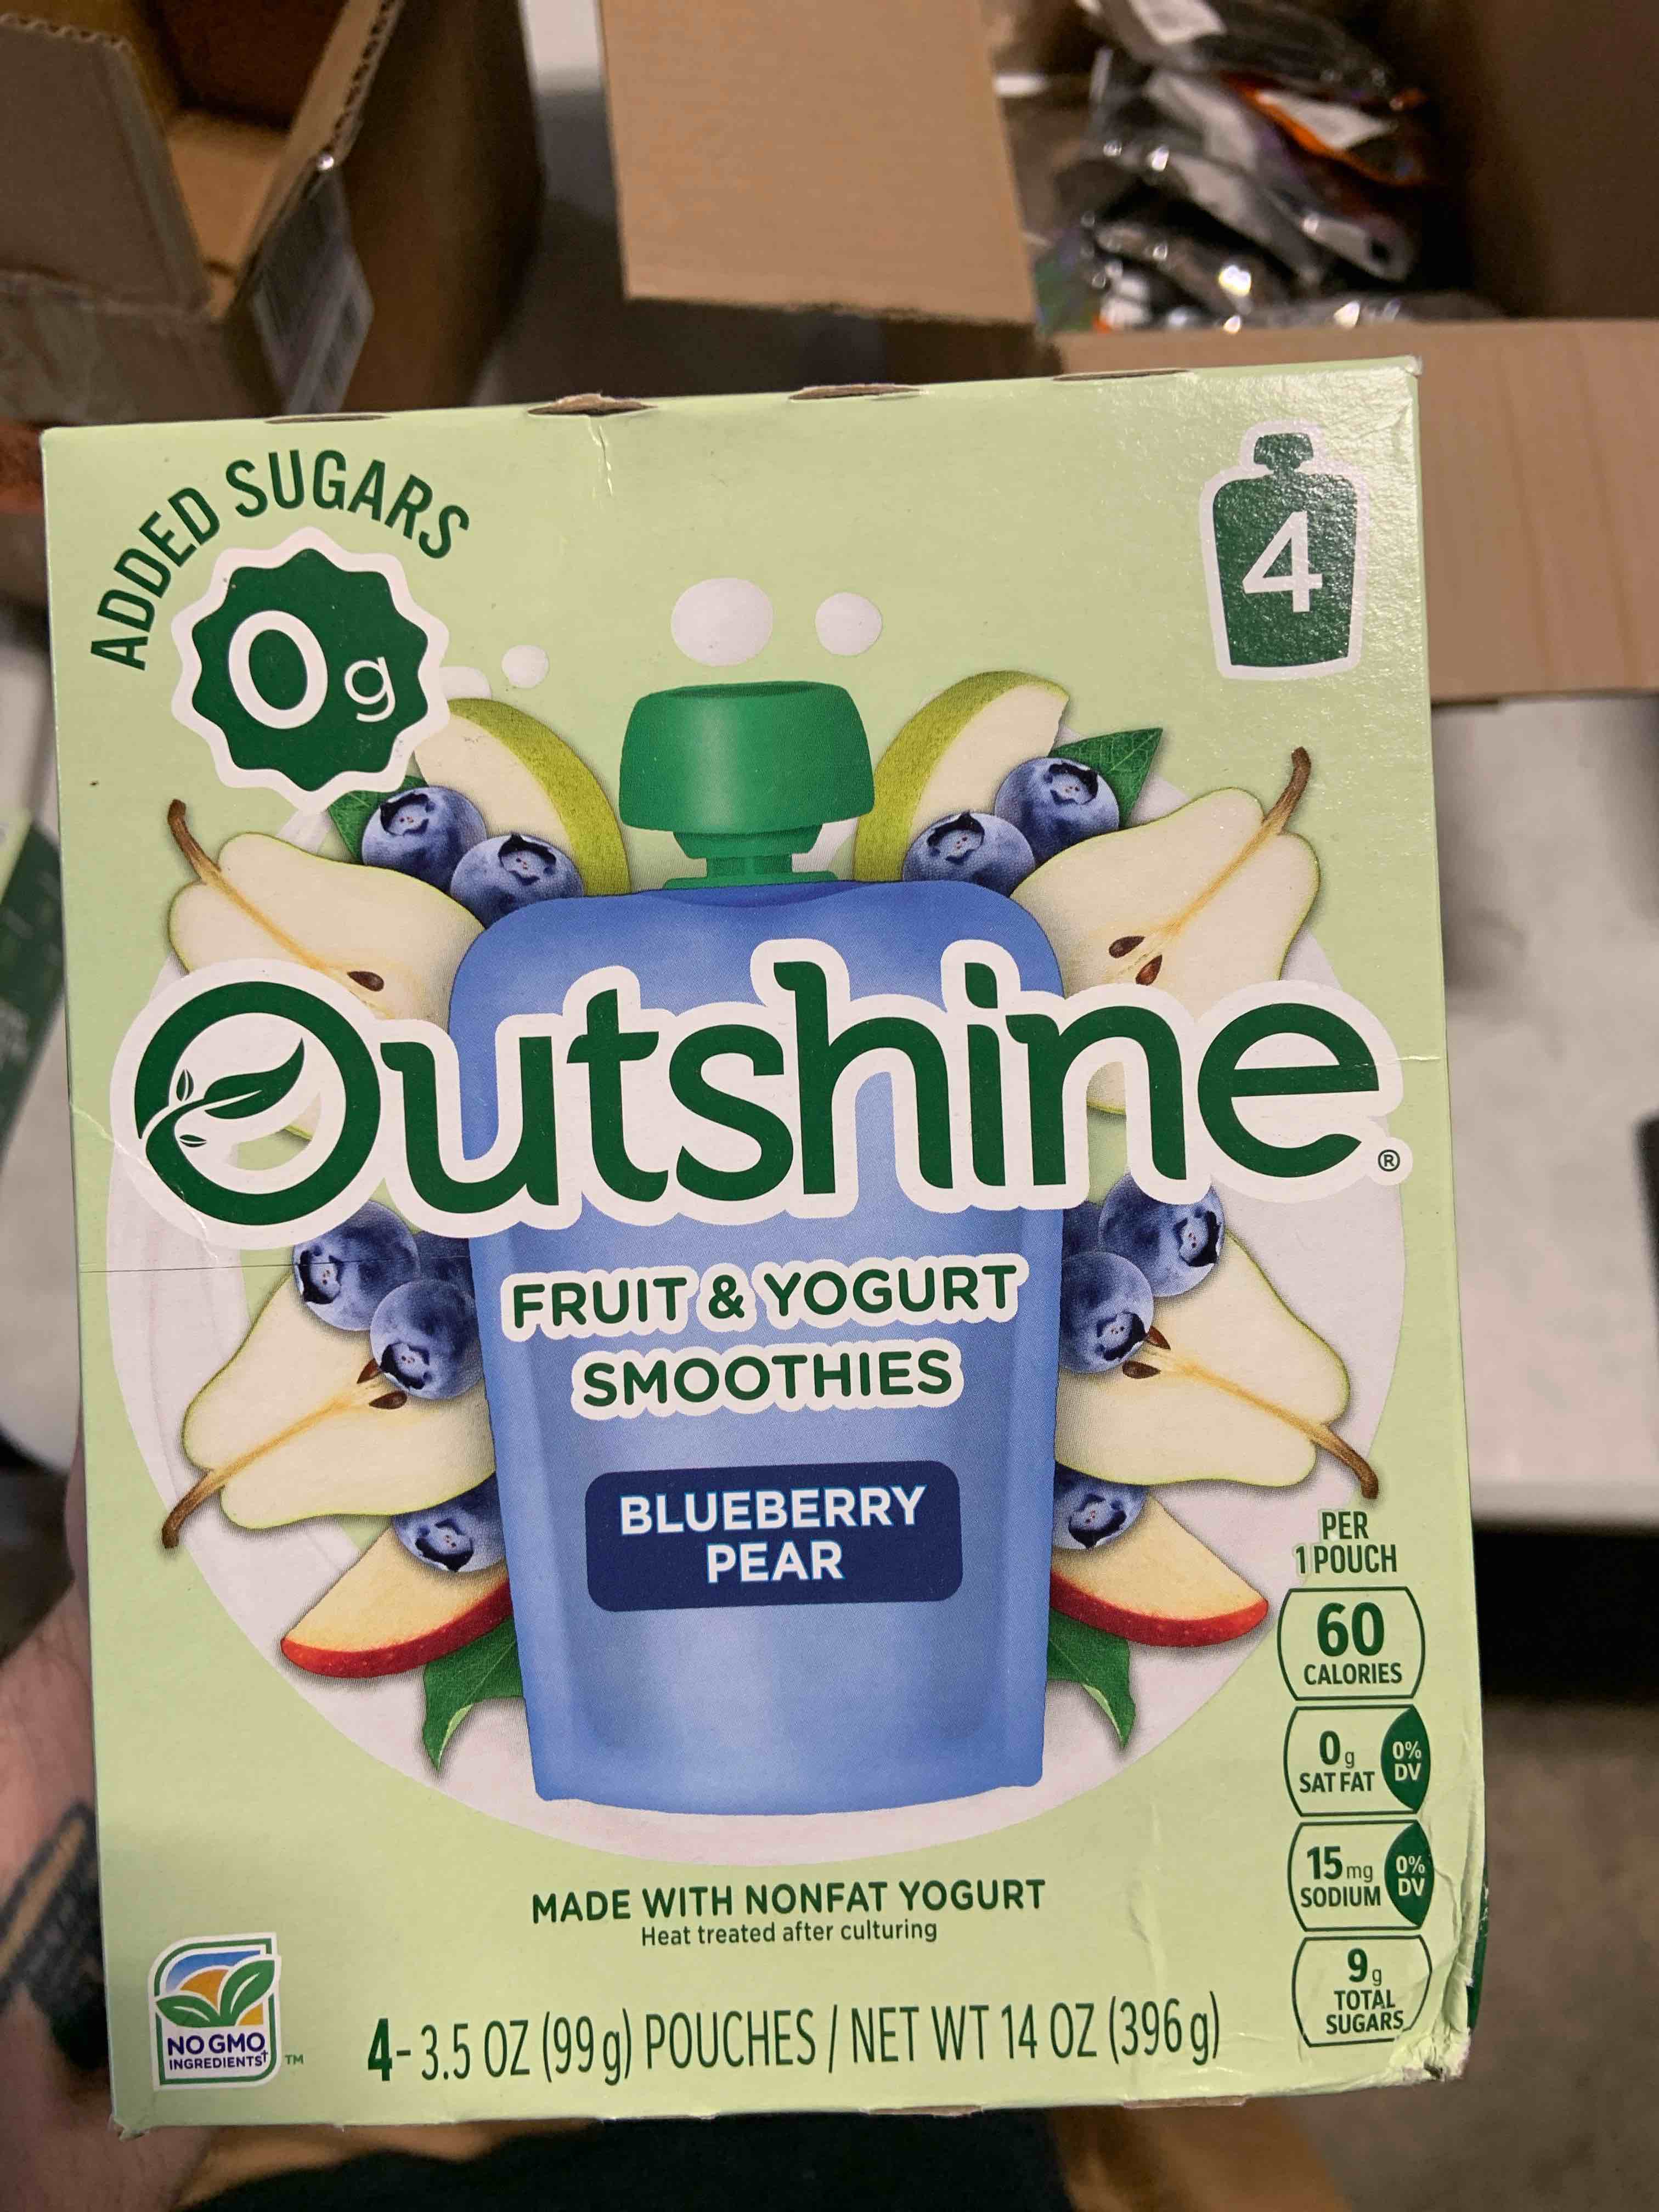 ADDED SUGARS
0g
4
Outshine®
FRUIT & YOGURT
SMOOTHIES
BLUEBERRY
PEAR
PER
1 POUCH
60
CALORIES
0g
SAT FAT
0%
DV
15mg
SODIUM
0%
DV
9g
TOTAL
SUGARS
MADE WITH NONFAT YOGURT
Heat treated after culturing
NO GMO
INGREDIENTS† ™
4-3.5 OZ (99g) POUCHES / NET WT 14 OZ (396g)